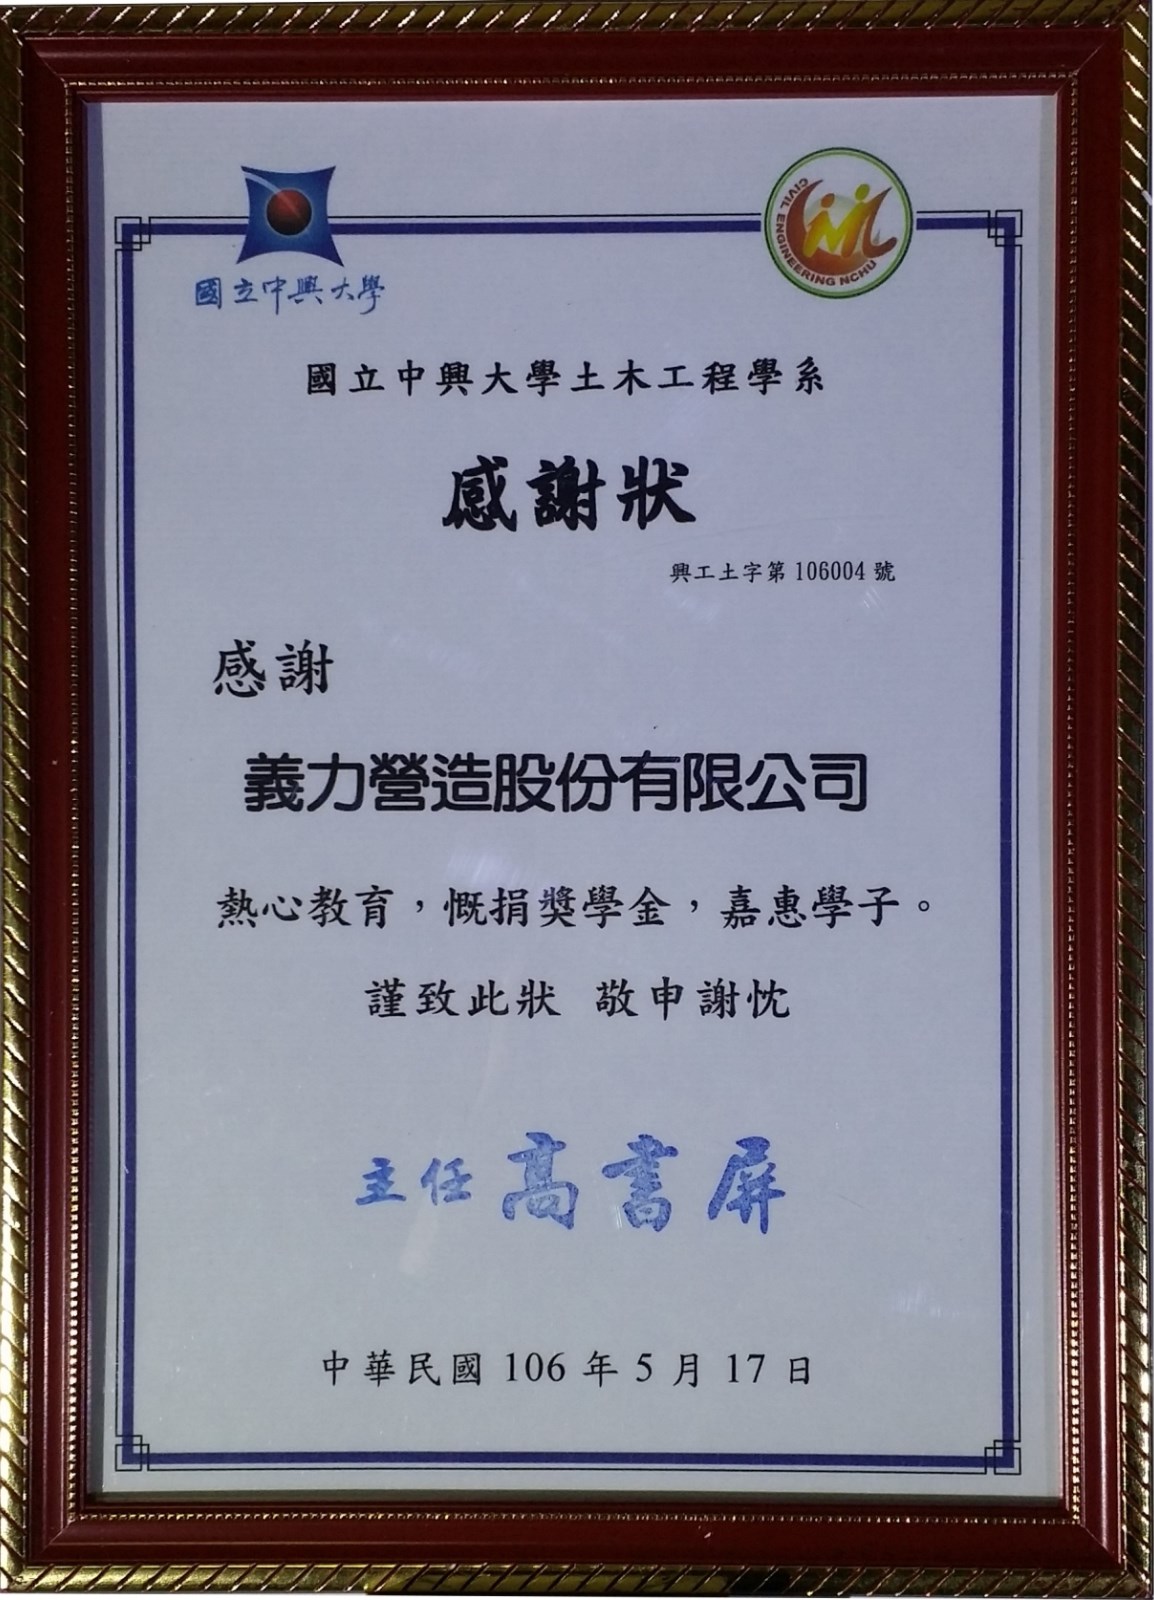 國立中興大學
CIVIL ENGINEERING NCHU
國立中興大學土木工程學系
感謝狀
興工土字第106004號
感謝
義力營造股份有限公司
熱心教育，慨捐獎學金，嘉惠學子。
謹致此狀 敬申謝忱
主任 高書屏
中華民國 106 年 5 月 17 日